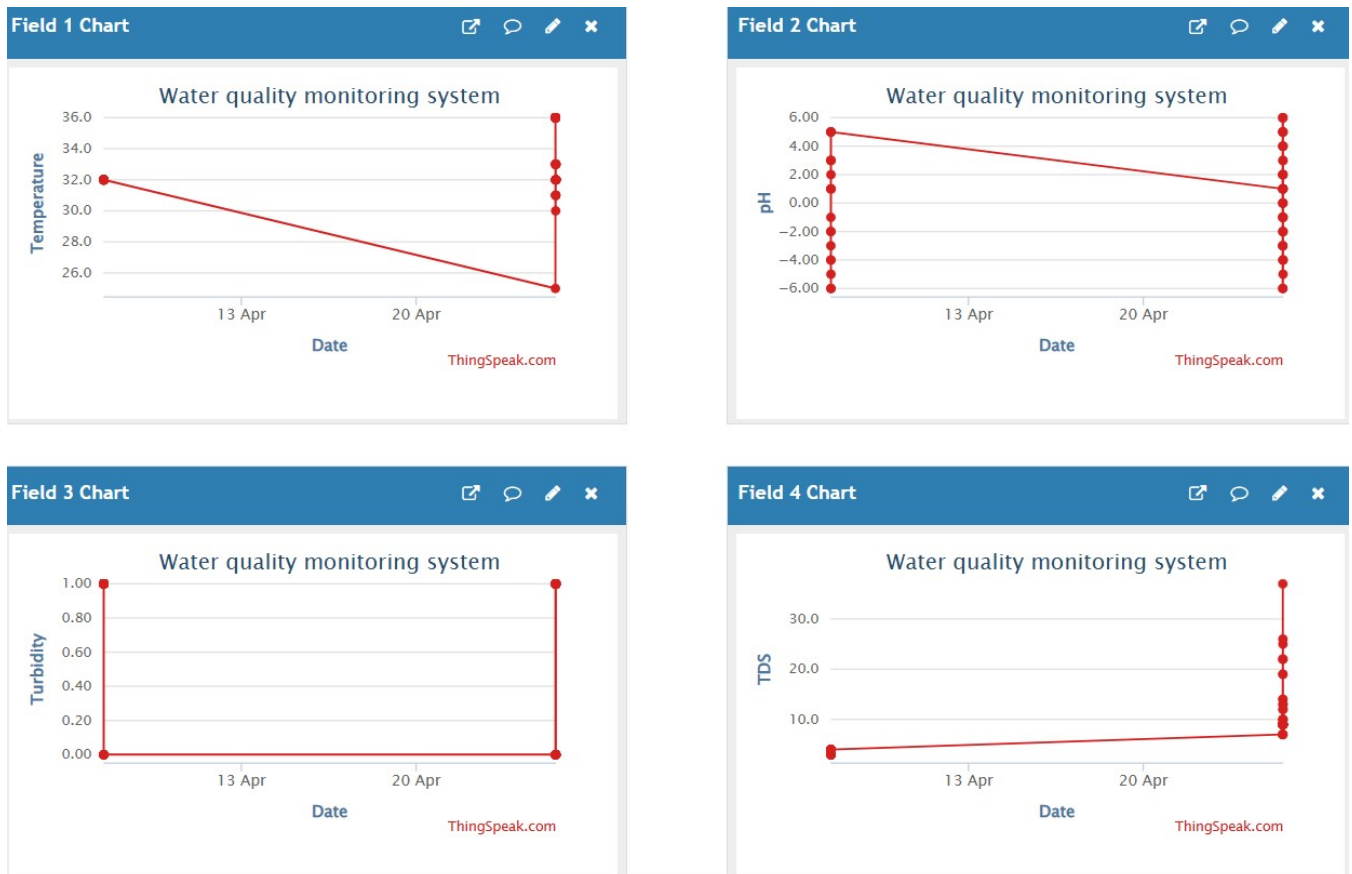 Field 1 Chart
Water quality monitoring system
36.0
34.0
32.0
30.0
28.0
26.0
Temperature
13 Apr 20 Apr
Date
ThingSpeak.com
Field 2 Chart
Water quality monitoring system
6.00
4.00
2.00
0.00
−2.00
−4.00
−6.00
pH
13 Apr 20 Apr
Date
ThingSpeak.com
Field 3 Chart
Water quality monitoring system
1.00
0.80
0.60
0.40
0.20
0.00
Turbidity
13 Apr 20 Apr
Date
ThingSpeak.com
Field 4 Chart
Water quality monitoring system
30.0
20.0
10.0
TDS
13 Apr 20 Apr
Date
ThingSpeak.com